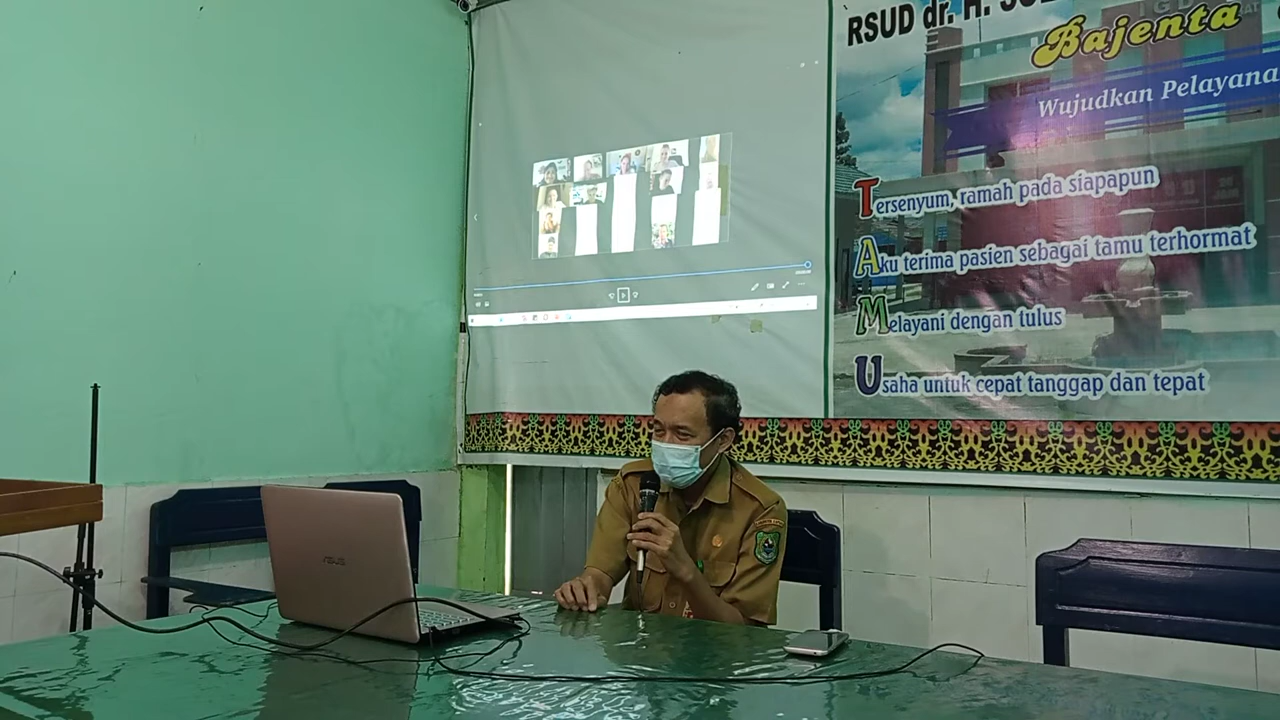 RSUD dr. H.
IGD
Bajenta
Wujudkan Pelayana
Tersenyum, ramah pada siapapun
Aku terima pasien sebagai tamu terhormat
Melayani dengan tulus
Usaha untuk cepat tanggap dan tepat
ASUS